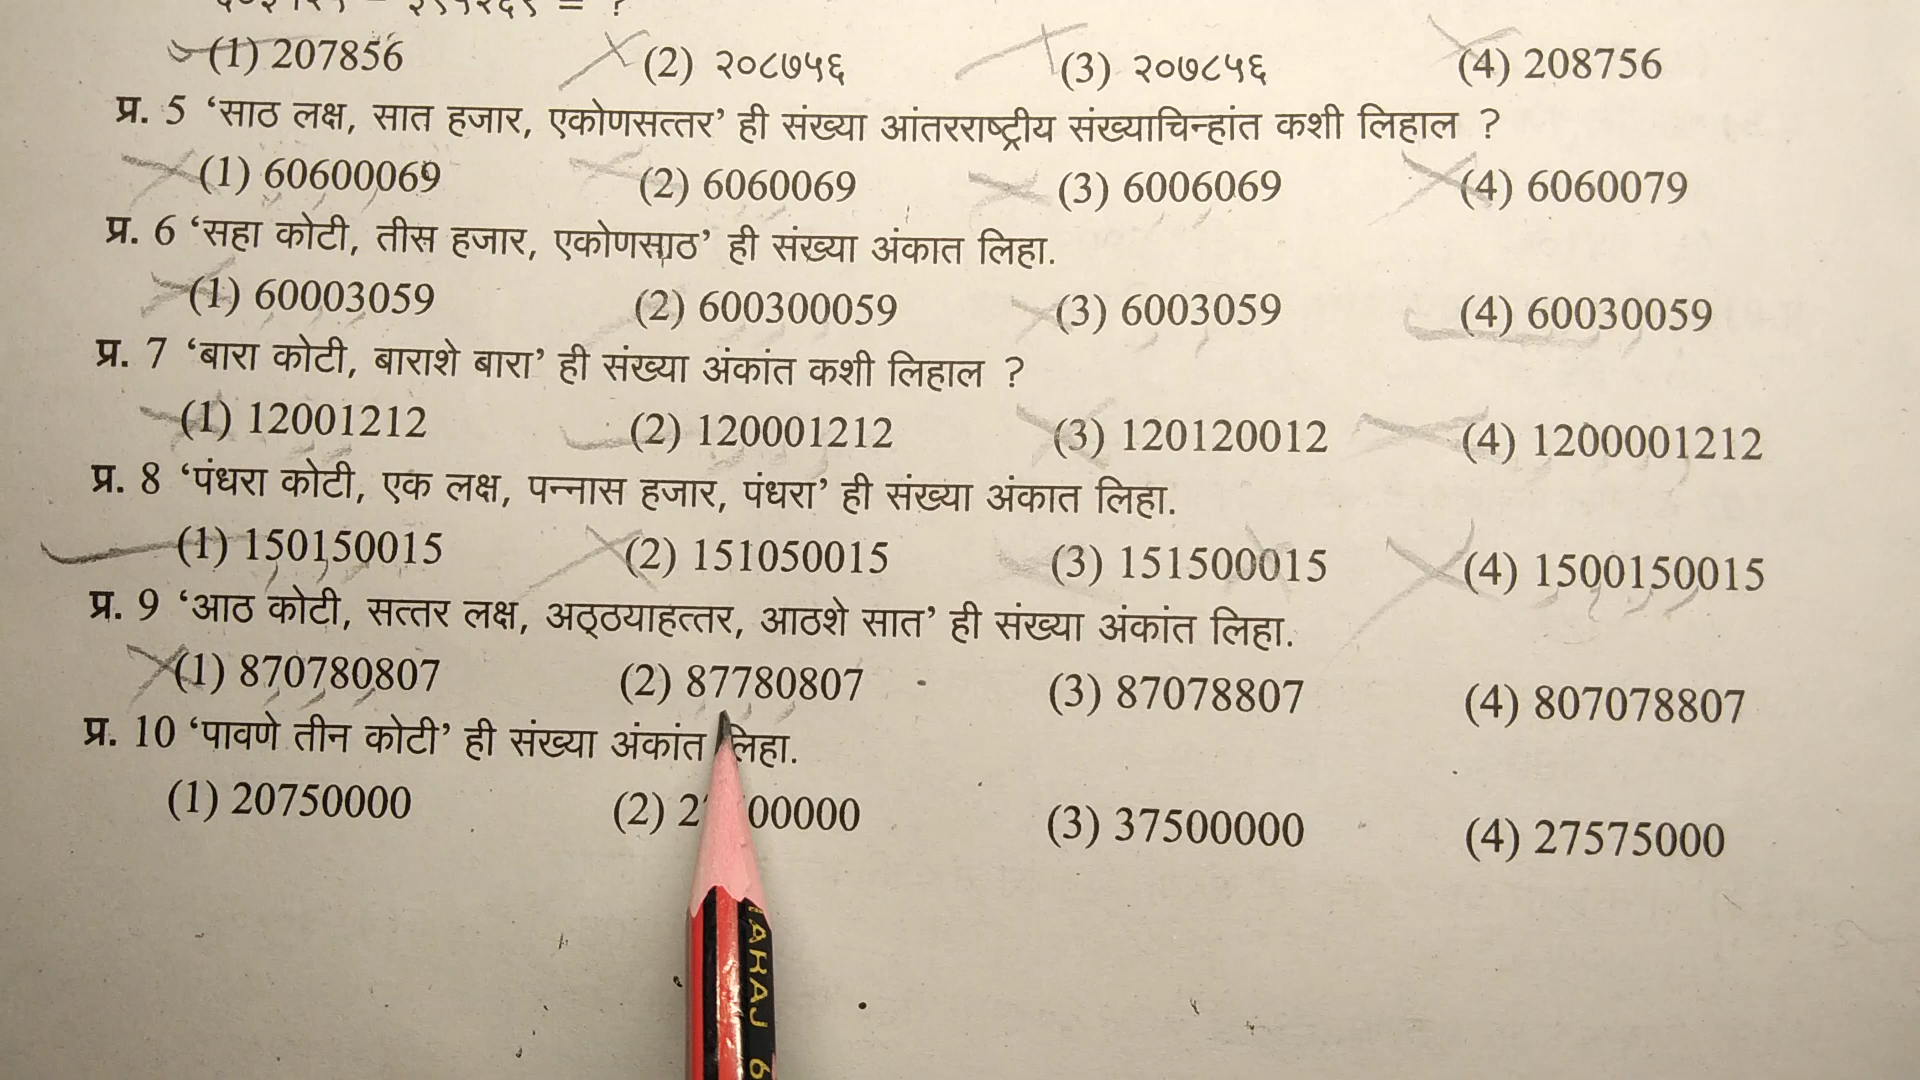 (1) 207856 (2) २०८७५६ (3) २०७८५६ (4) 208756
प्र. 5 ‘साठ लक्ष, सात हजार, एकोणसत्तर’ ही संख्या आंतरराष्ट्रीय संख्याचिन्हांत कशी लिहाल ?
(1) 60600069 (2) 6060069 (3) 6006069 (4) 6060079
प्र. 6 ‘सहा कोटी, तीस हजार, एकोणसाठ’ ही संख्या अंकात लिहा.
(1) 60003059 (2) 600300059 (3) 6003059 (4) 60030059
प्र. 7 ‘बारा कोटी, बाराशे बारा’ ही संख्या अंकांत कशी लिहाल ?
(1) 12001212 (2) 120001212 (3) 120120012 (4) 1200001212
प्र. 8 ‘पंधरा कोटी, एक लक्ष, पन्नास हजार, पंधरा’ ही संख्या अंकात लिहा.
(1) 150150015 (2) 151050015 (3) 151500015 (4) 1500150015
प्र. 9 ‘आठ कोटी, सत्तर लक्ष, अठ्ठयाहत्तर, आठशे सात’ ही संख्या अंकांत लिहा.
(1) 870780807 (2) 87780807 (3) 87078807 (4) 807078807
प्र. 10 ‘पावणे तीन कोटी’ ही संख्या अंकांत लिहा.
(1) 20750000 (2) (3) 37500000 (4) 27575000